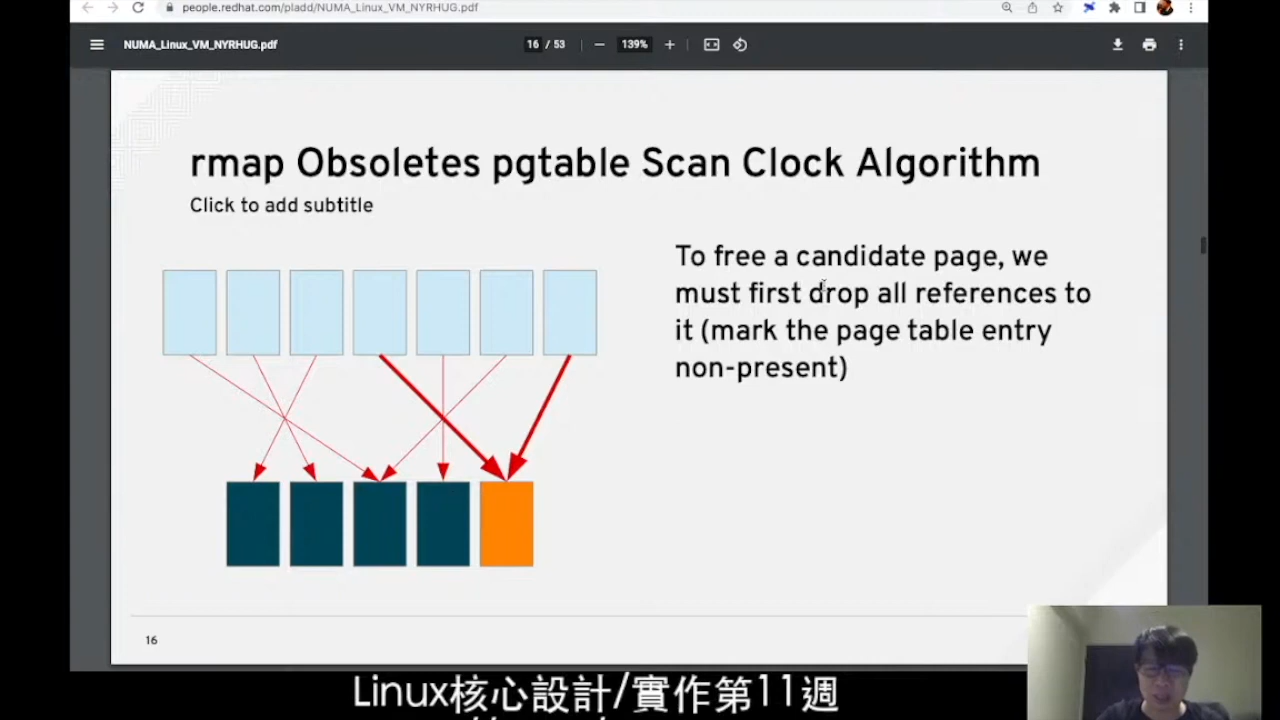 people.redhat.com/pladd/NUMA_Linux_VM_NYRHUG.pdf
NUMA_Linux_VM_NYRHUG.pdf
16 / 53
139%
rmap Obsoletes pgtable Scan Clock Algorithm
Click to add subtitle
To free a candidate page, we
must first drop all references to
it (mark the page table entry
non-present)
16
Linux核心設計/實作第11週